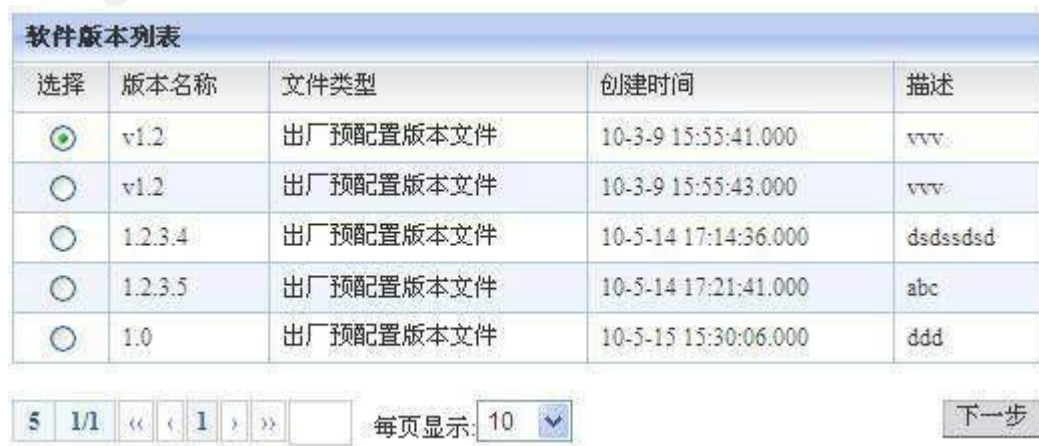 软件版本列表
选择 版本名称 文件类型 创建时间 描述
v1.2 出厂预配置版本文件 10-3-9 15:55:41.000 vvv
v1.2 出厂预配置版本文件 10-3-9 15:55:43.000 vvv
1.2.3.4 出厂预配置版本文件 10-5-14 17:14:36.000 dsdssdsd
1.2.3.5 出厂预配置版本文件 10-5-14 17:21:41.000 abc
1.0 出厂预配置版本文件 10-5-15 15:30:06.000 ddd
5 1/1 ‹‹ ‹ 1 › ›› 每页显示: 10 下一步